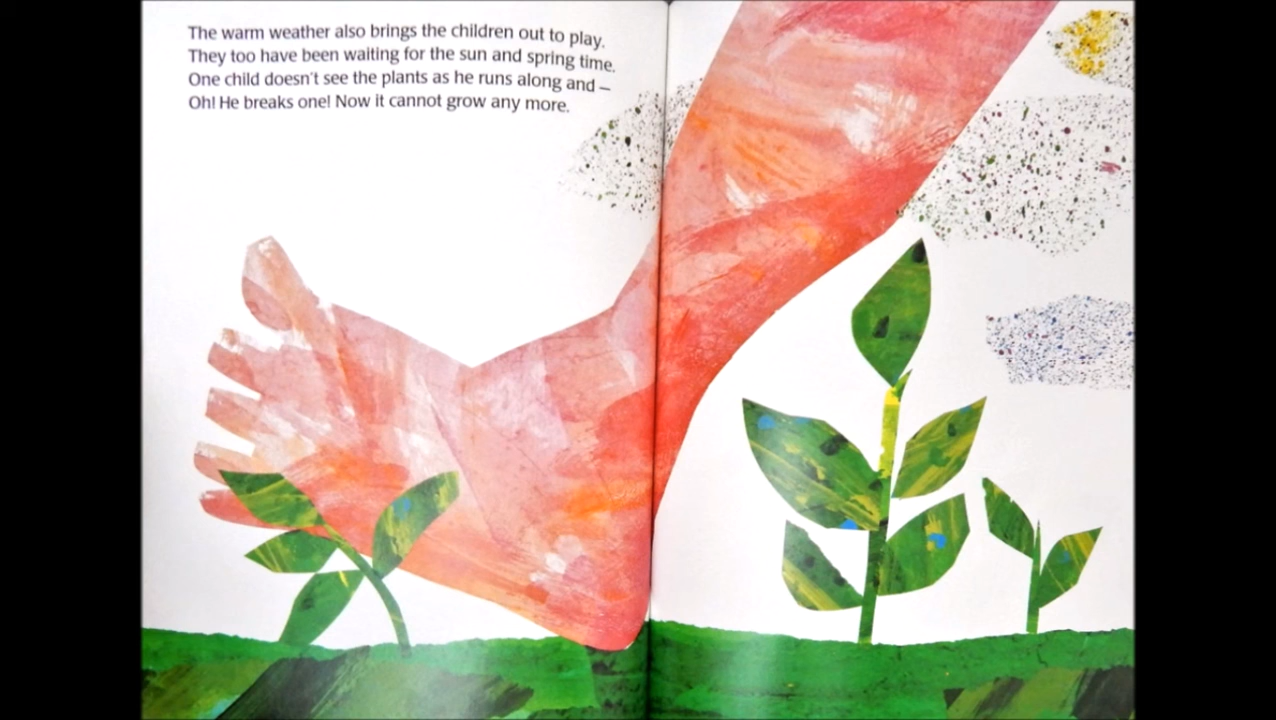 The warm weather also brings the children out to play.
They too have been waiting for the sun and spring time.
One child doesn't see the plants as he runs along and —
Oh! He breaks one! Now it cannot grow any more.